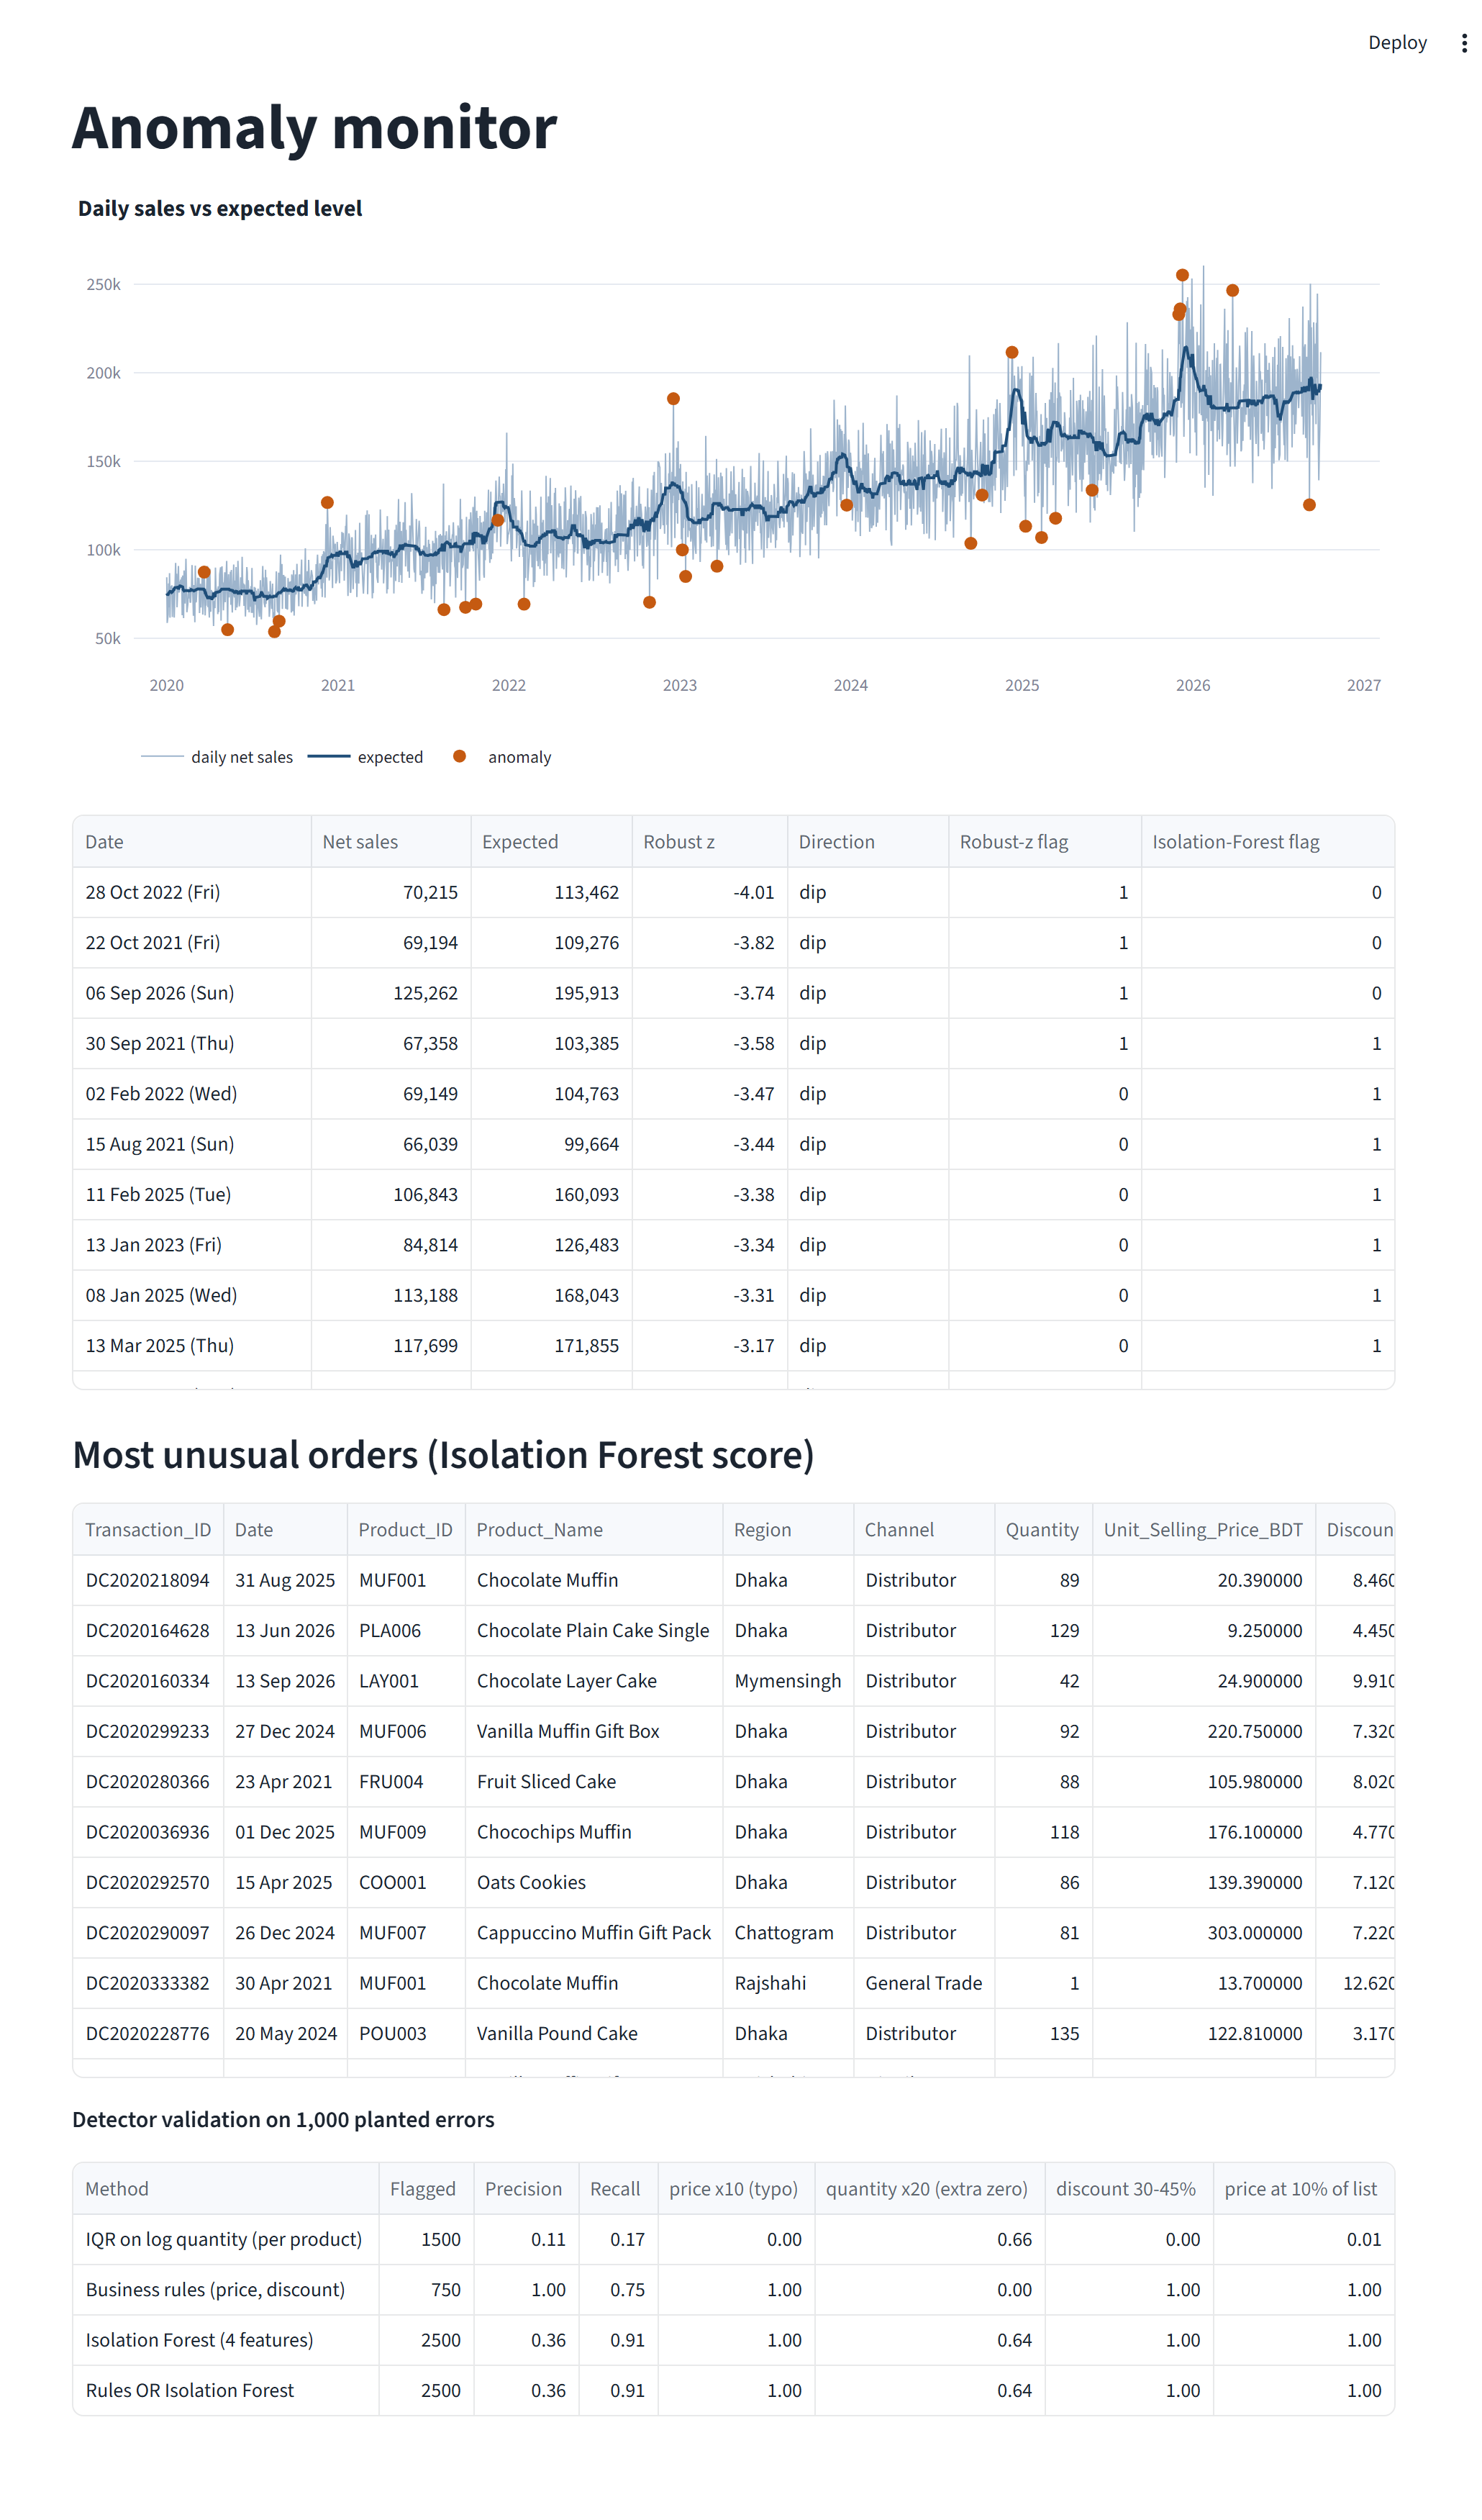 Deploy
Anomaly monitor
Daily sales vs expected level
250k
200k
150k
100k
50k
2020 2021 2022 2023 2024 2025 2026 2027
daily net sales expected anomaly
Date Net sales Expected Robust z Direction Robust-z flag Isolation-Forest flag
28 Oct 2022 (Fri) 70,215 113,462 -4.01 dip 1 0
22 Oct 2021 (Fri) 69,194 109,276 -3.82 dip 1 0
06 Sep 2026 (Sun) 125,262 195,913 -3.74 dip 1 0
30 Sep 2021 (Thu) 67,358 103,385 -3.58 dip 1 1
02 Feb 2022 (Wed) 69,149 104,763 -3.47 dip 0 1
15 Aug 2021 (Sun) 66,039 99,664 -3.44 dip 0 1
11 Feb 2025 (Tue) 106,843 160,093 -3.38 dip 0 1
13 Jan 2023 (Fri) 84,814 126,483 -3.34 dip 0 1
08 Jan 2025 (Wed) 113,188 168,043 -3.31 dip 0 1
13 Mar 2025 (Thu) 117,699 171,855 -3.17 dip 0 1
Most unusual orders (Isolation Forest score)
Transaction_ID Date Product_ID Product_Name Region Channel Quantity Unit_Selling_Price_BDT Discoun
DC2020218094 31 Aug 2025 MUF001 Chocolate Muffin Dhaka Distributor 89 20.390000 8.460
DC2020164628 13 Jun 2026 PLA006 Chocolate Plain Cake Single Dhaka Distributor 129 9.250000 4.450
DC2020160334 13 Sep 2026 LAY001 Chocolate Layer Cake Mymensingh Distributor 42 24.900000 9.910
DC2020299233 27 Dec 2024 MUF006 Vanilla Muffin Gift Box Dhaka Distributor 92 220.750000 7.320
DC2020280366 23 Apr 2021 FRU004 Fruit Sliced Cake Dhaka Distributor 88 105.980000 8.020
DC2020036936 01 Dec 2025 MUF009 Chocochips Muffin Dhaka Distributor 118 176.100000 4.770
DC2020292570 15 Apr 2025 COO001 Oats Cookies Dhaka Distributor 86 139.390000 7.120
DC2020290097 26 Dec 2024 MUF007 Cappuccino Muffin Gift Pack Chattogram Distributor 81 303.000000 7.220
DC2020333382 30 Apr 2021 MUF001 Chocolate Muffin Rajshahi General Trade 1 13.700000 12.620
DC2020228776 20 May 2024 POU003 Vanilla Pound Cake Dhaka Distributor 135 122.810000 3.170
Detector validation on 1,000 planted errors
Method Flagged Precision Recall price x10 (typo) quantity x20 (extra zero) discount 30-45% price at 10% of list
IQR on log quantity (per product) 1500 0.11 0.17 0.00 0.66 0.00 0.01
Business rules (price, discount) 750 1.00 0.75 1.00 0.00 1.00 1.00
Isolation Forest (4 features) 2500 0.36 0.91 1.00 0.64 1.00 1.00
Rules OR Isolation Forest 2500 0.36 0.91 1.00 0.64 1.00 1.00